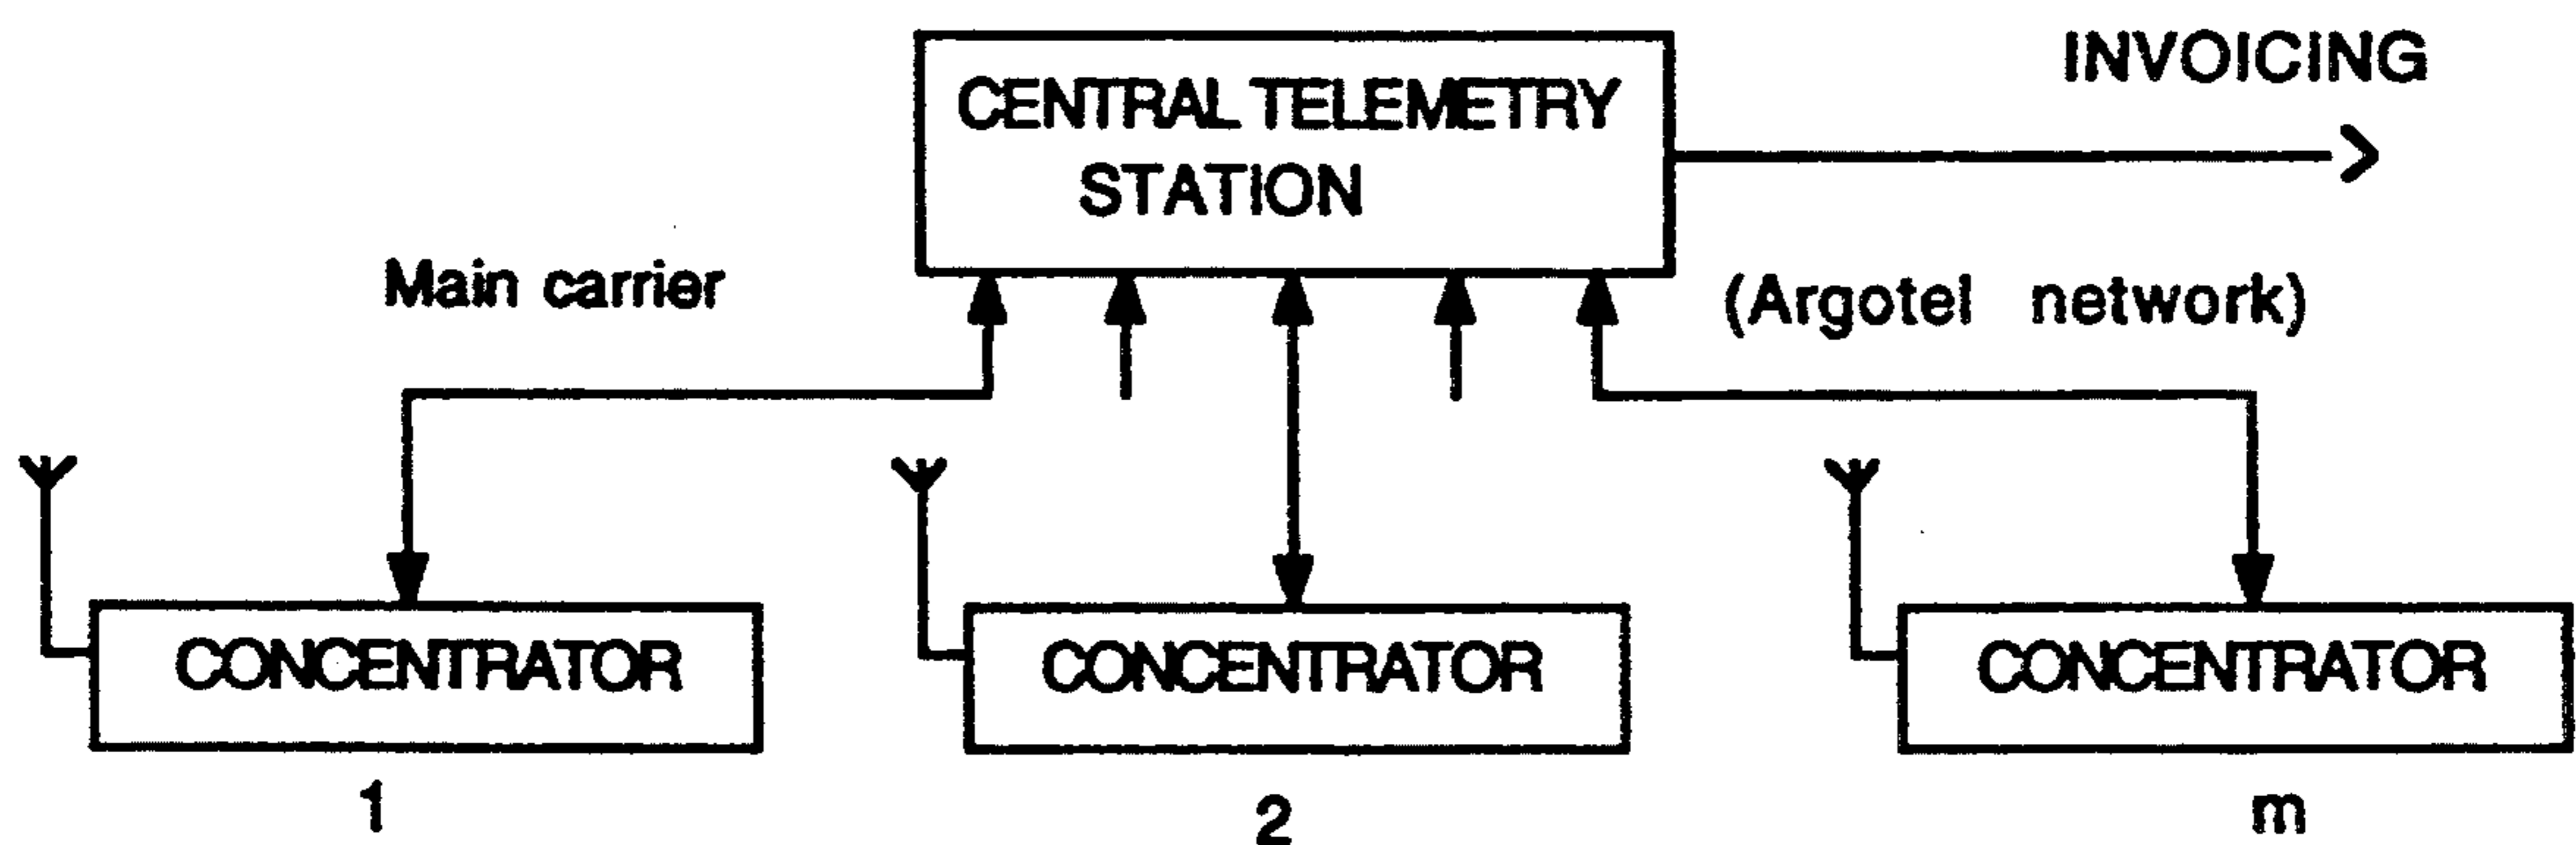 INVOICING
CENTRAL TELEMETRY
STATION
Main carrier
(Argotel network)
CONCENTRATOR
CONCENTRATOR
CONCENTRATOR
1
2
m